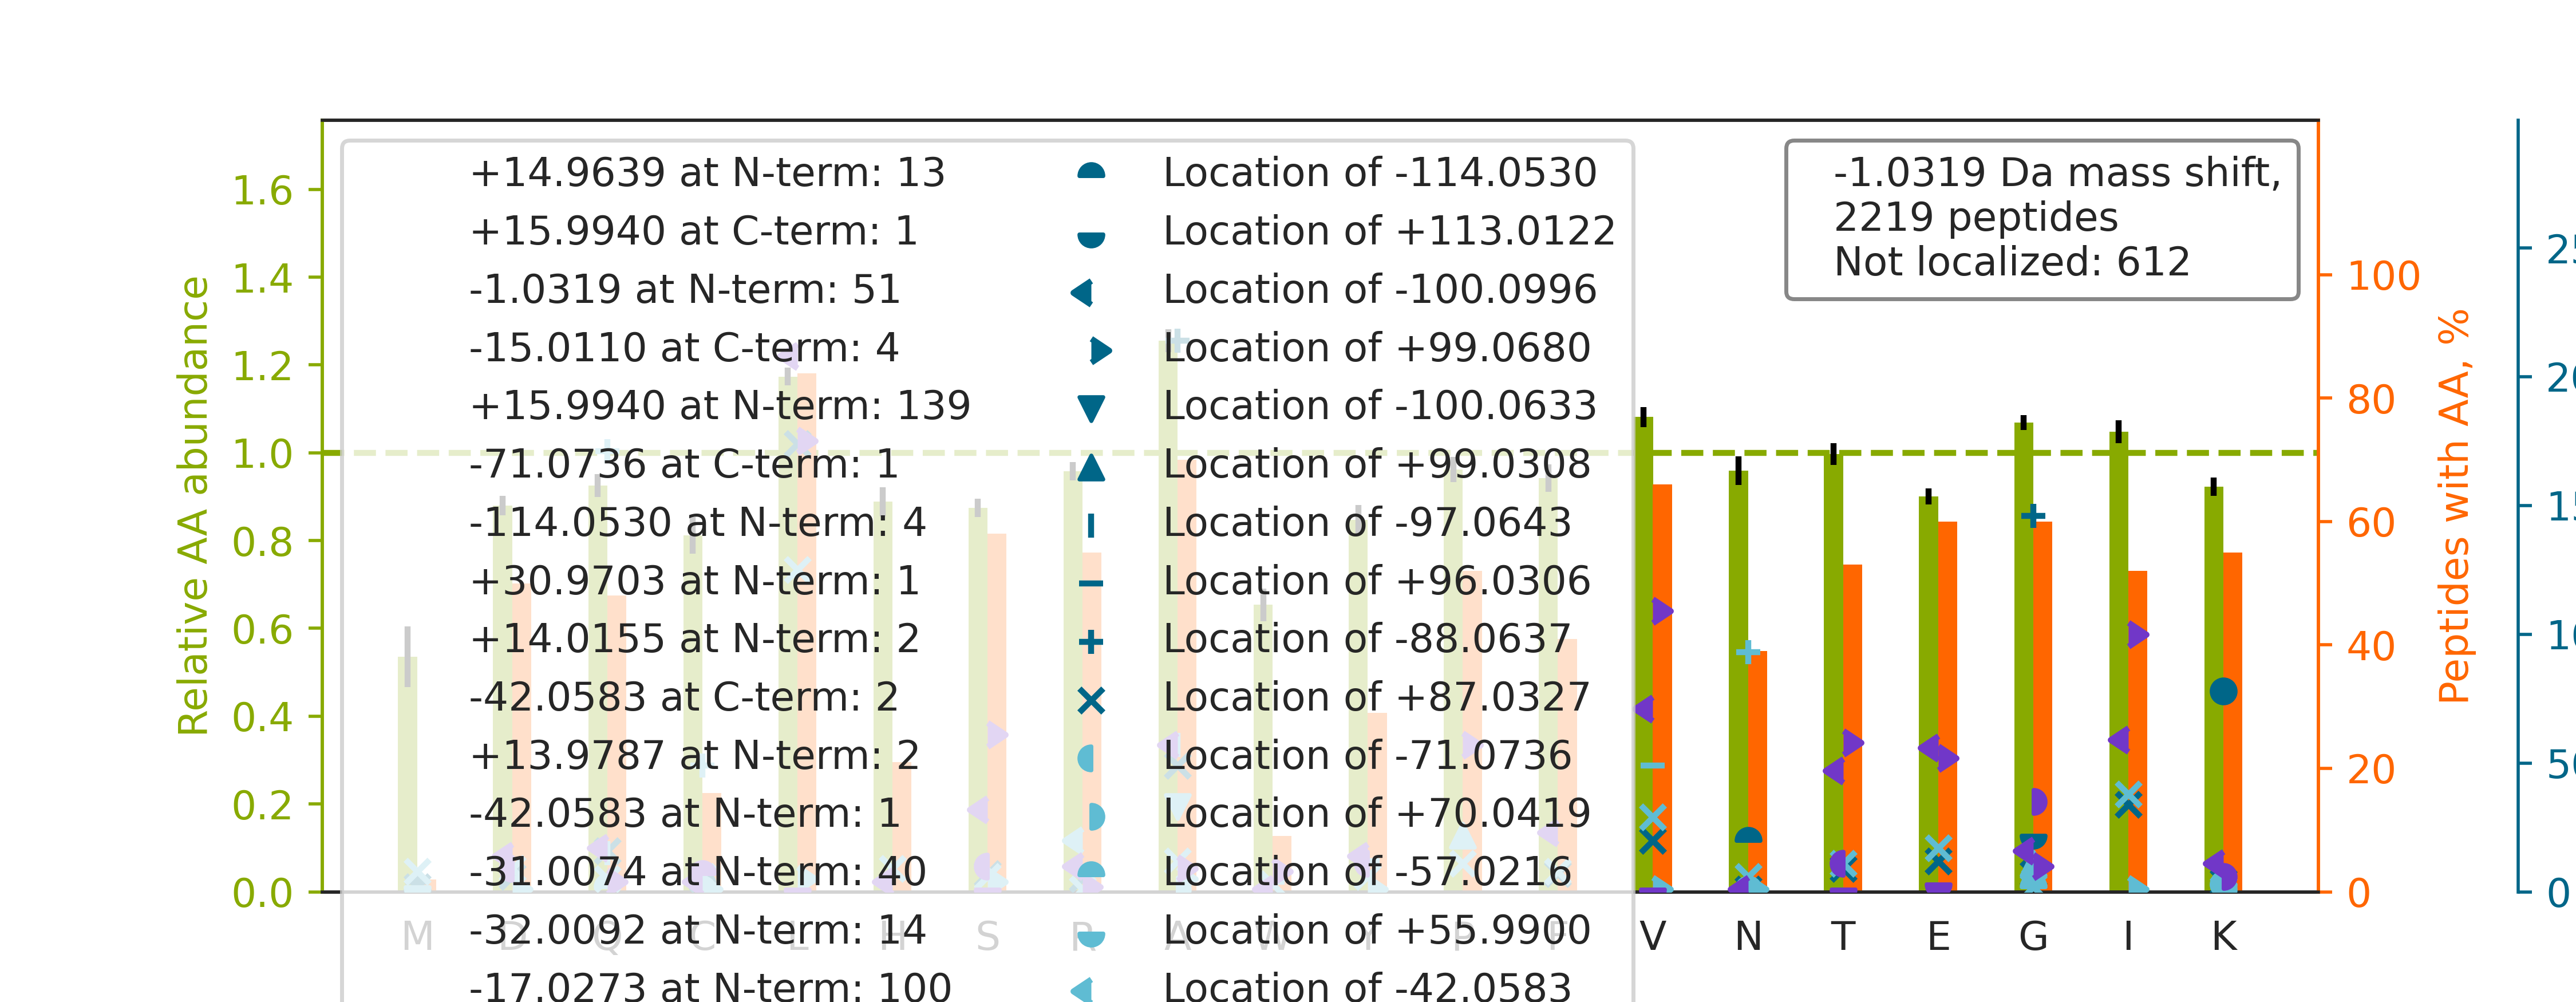 +14.9639 at N-term: 13
+15.9940 at C-term: 1
-1.0319 at N-term: 51
-15.0110 at C-term: 4
+15.9940 at N-term: 139
-71.0736 at C-term: 1
-114.0530 at N-term: 4
+30.9703 at N-term: 1
+14.0155 at N-term: 2
-42.0583 at C-term: 2
+13.9787 at N-term: 2
-42.0583 at N-term: 1
-31.0074 at N-term: 40
-32.0092 at N-term: 14
-17.0273 at N-term: 100
Location of -114.0530
Location of +113.0122
Location of -100.0996
Location of +99.0680
Location of -100.0633
Location of +99.0308
Location of -97.0643
Location of +96.0306
Location of -88.0637
Location of +87.0327
Location of -71.0736
Location of +70.0419
Location of -57.0216
Location of +55.9900
Location of -42.0583
-1.0319 Da mass shift,
2219 peptides
Not localized: 612
Relative AA abundance
1.6
1.4
1.2
1.0
0.8
0.6
0.4
0.2
0.0
M D Q C L H S R A W Y P F V N T E G I K
100
80
60
40
20
0
Peptides with AA, %
0